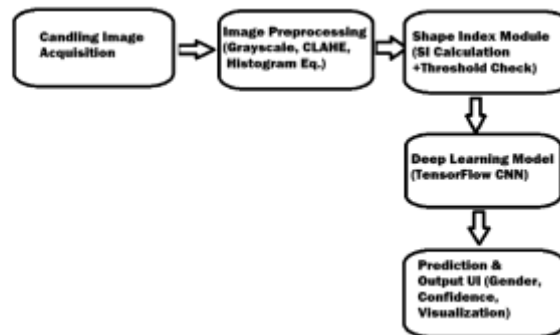 Candling Image
Acquisition
Image Preprocessing
(Grayscale, CLAHE,
Histogram Eq.)
Shape Index Module
(SI Calculation
+Threshold Check)
Deep Learning Model
(TensorFlow CNN)
Prediction &
Output UI (Gender,
Confidence,
Visualization)